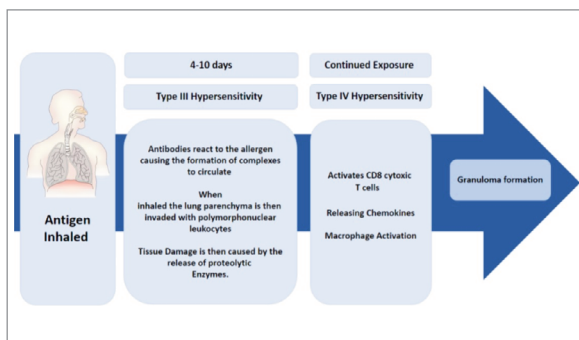 4-10 days
Continued Exposure
Type III Hypersensitivity
Type IV Hypersensitivity
Antigen
Inhaled
Antibodies react to the allergen
causing the formation of complexes
to circulate
When
inhaled the lung parenchyma is then
invaded with polymorphonuclear
leukocytes
Tissue Damage is then caused by the
release of proteolytic
Enzymes.
Activates CD8 cytoxic
T cells
Releasing Chemokines
Macrophage Activation
Granuloma formation